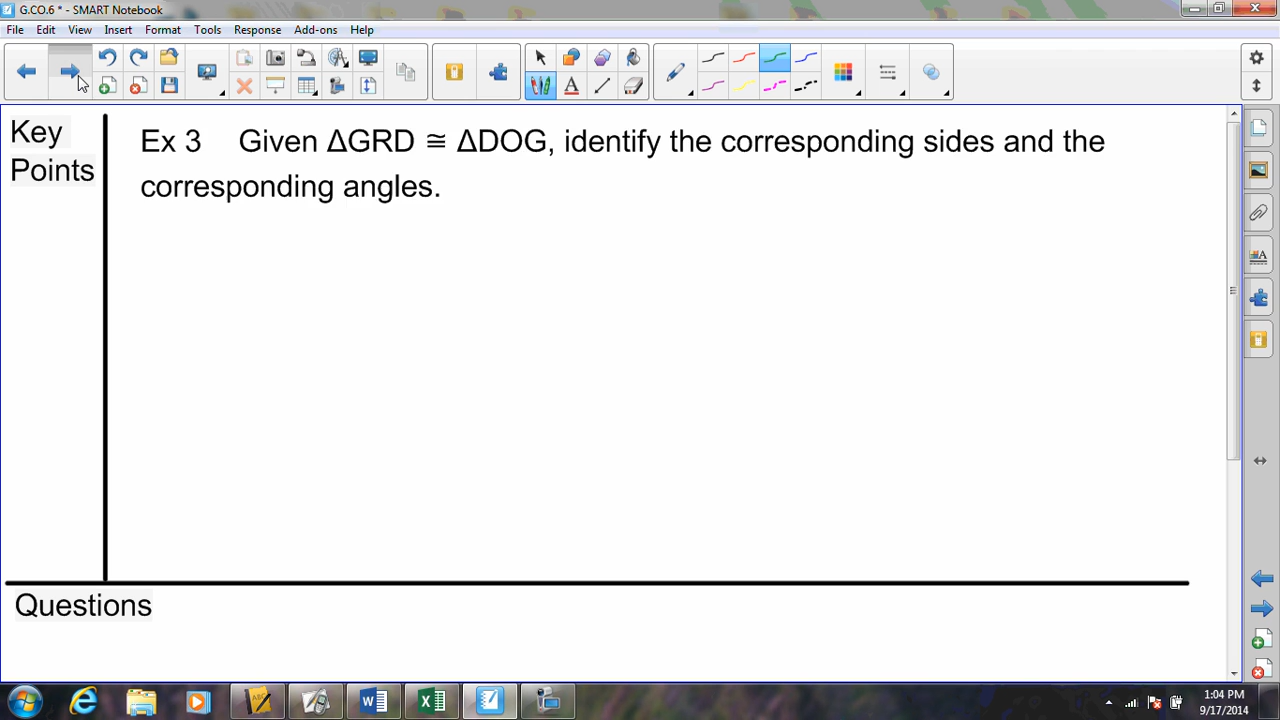 G.CO.6 * - SMART Notebook
File Edit View Insert Format Tools Response Add-ons Help
Key
Points
Ex 3 Given ΔGRD ≅ ΔDOG, identify the corresponding sides and the
corresponding angles.
Questions
1:04 PM
9/17/2014